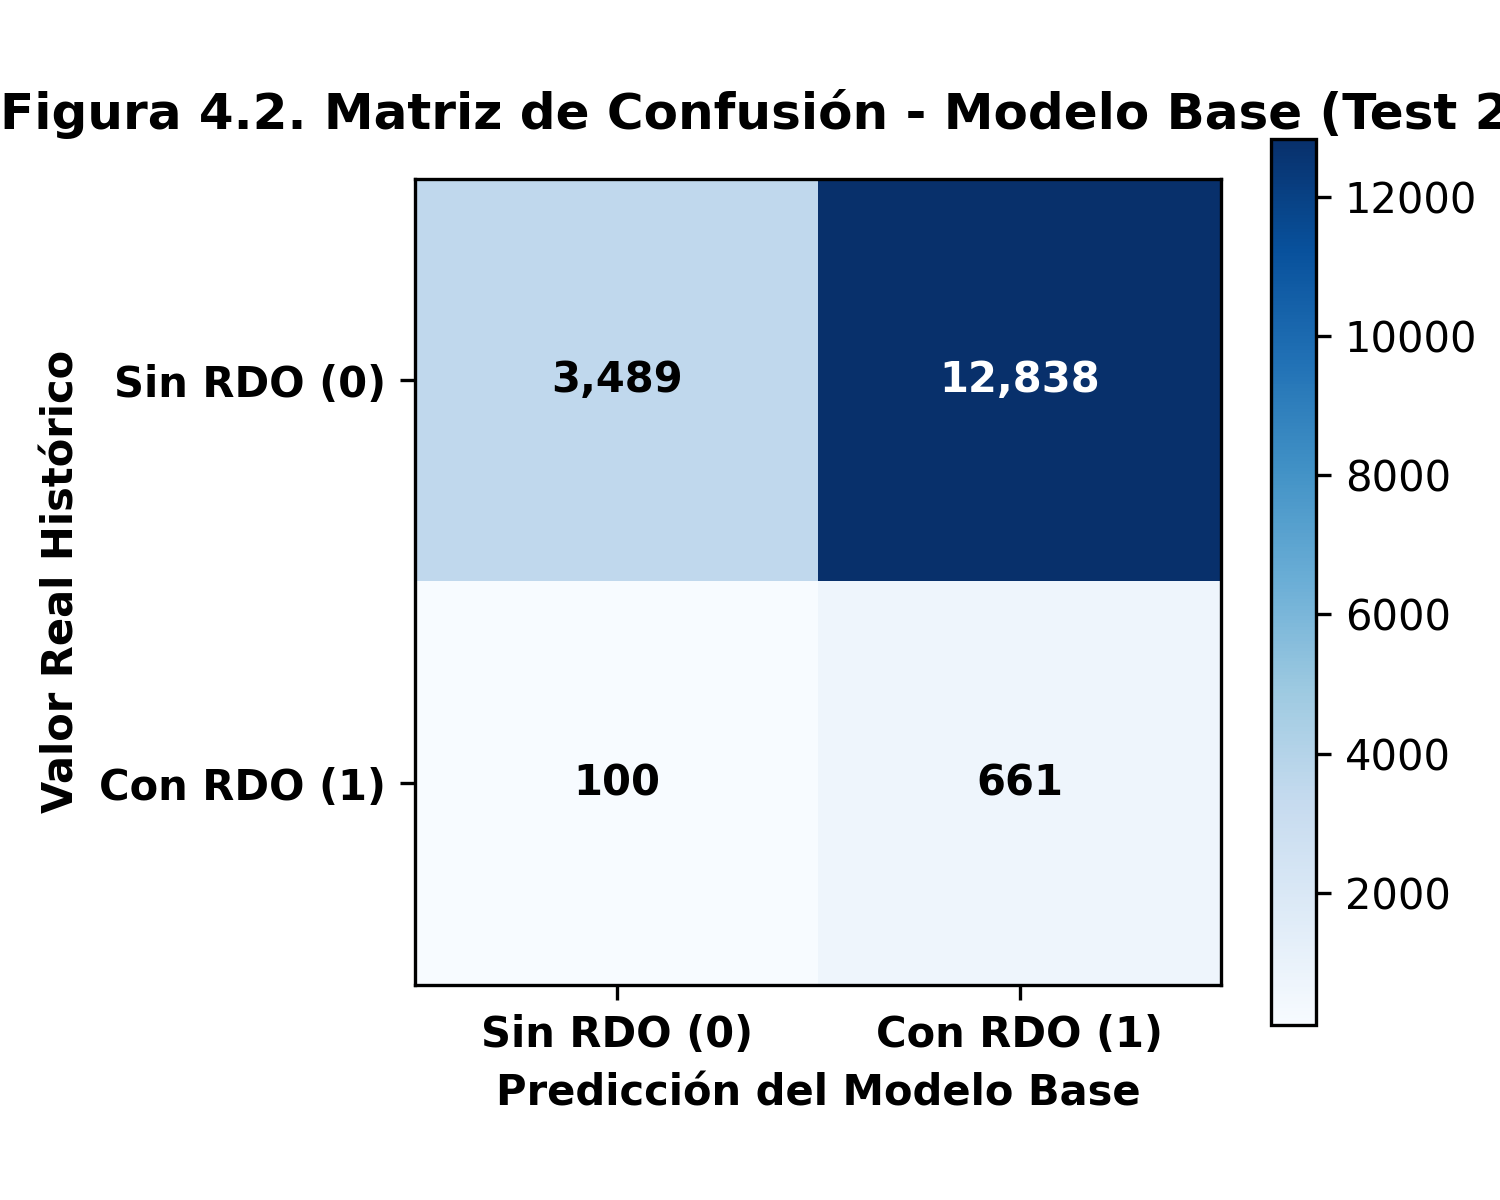 Figura 4.2. Matriz de Confusión - Modelo Base (Test 2
12000
10000
8000
6000
4000
2000
Valor Real Histórico
Sin RDO (0)
3,489
12,838
Con RDO (1)
100
661
Sin RDO (0)
Con RDO (1)
Predicción del Modelo Base